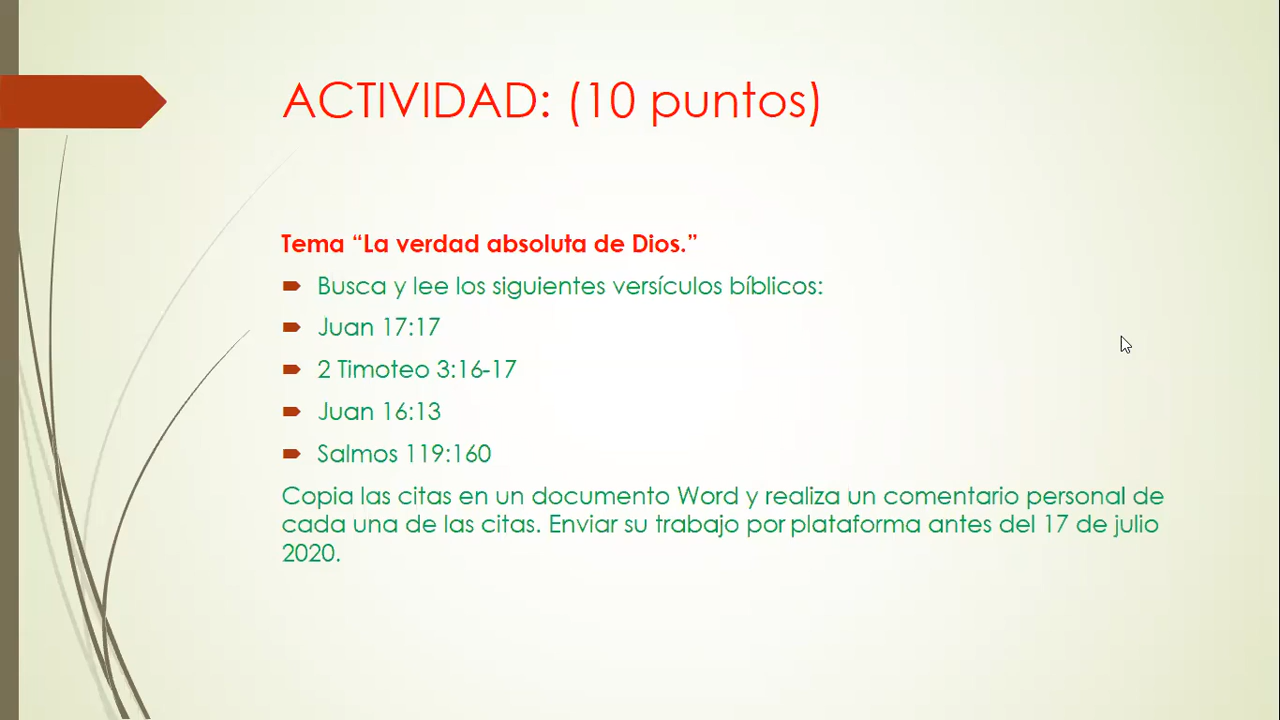 ACTIVIDAD: (10 puntos)
Tema “La verdad absoluta de Dios.”
Busca y lee los siguientes versículos bíblicos:
Juan 17:17
2 Timoteo 3:16-17
Juan 16:13
Salmos 119:160
Copia las citas en un documento Word y realiza un comentario personal de
cada una de las citas. Enviar su trabajo por plataforma antes del 17 de julio
2020.